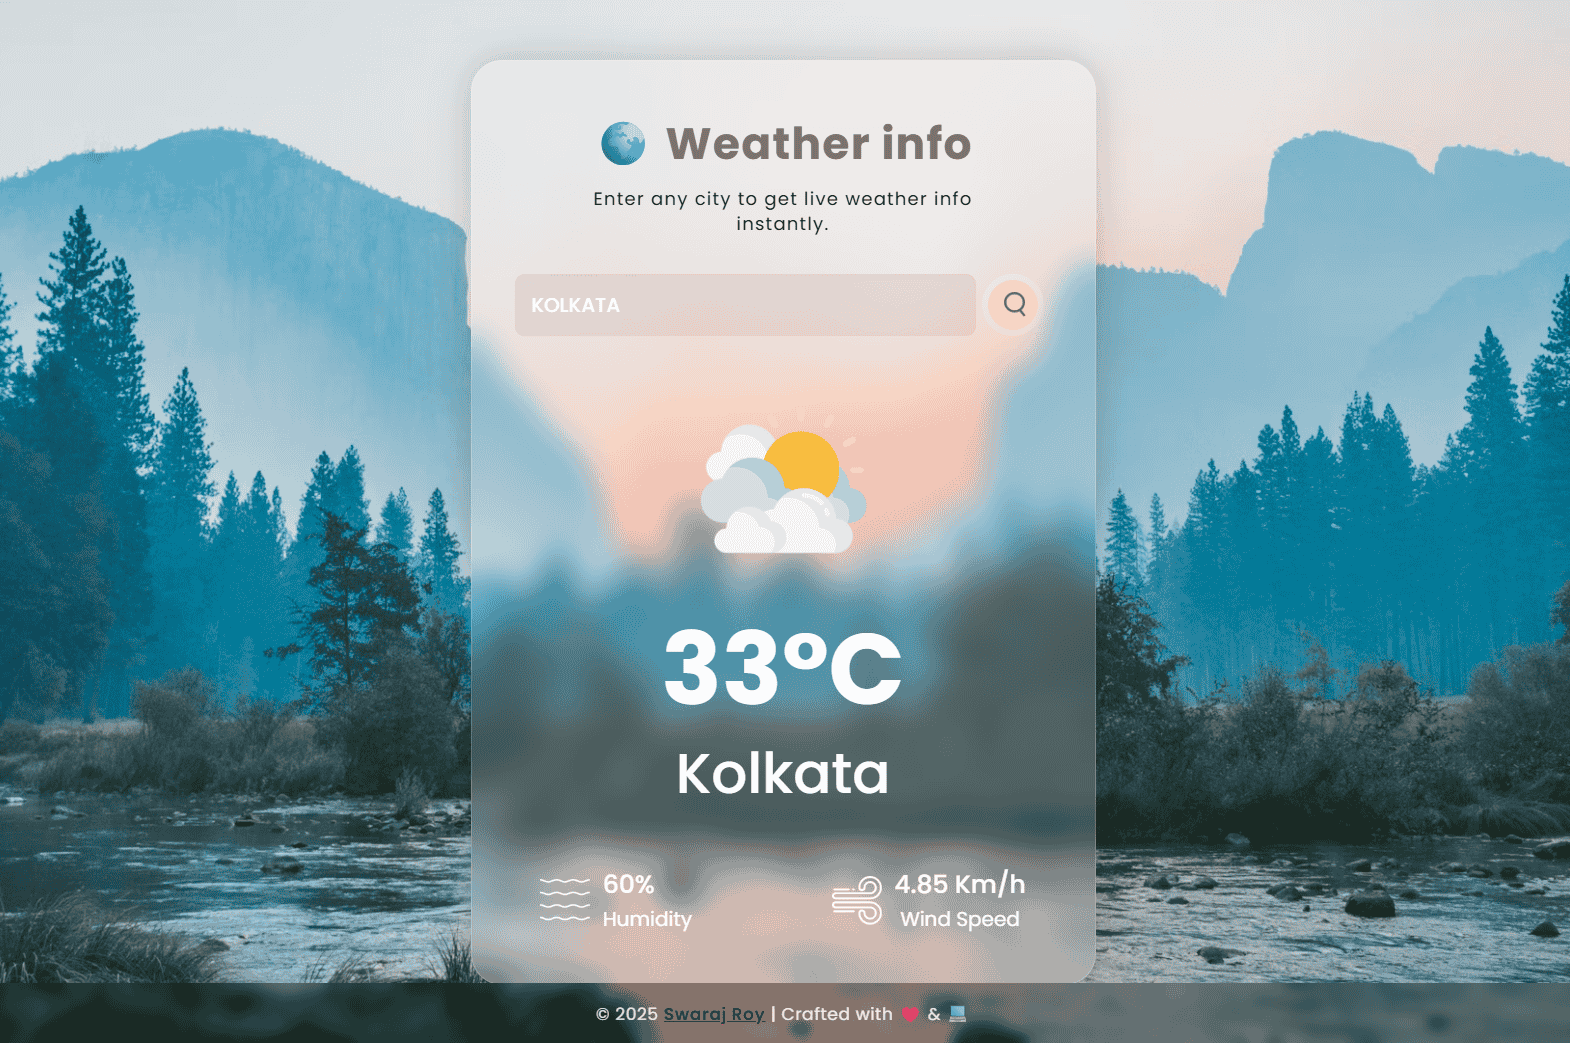 Weather info
Enter any city to get live weather info
instantly.
KOLKATA
33°C
Kolkata
60%
Humidity
4.85 Km/h
Wind Speed
© 2025 Swaraj Roy | Crafted with ❤️ & 💻